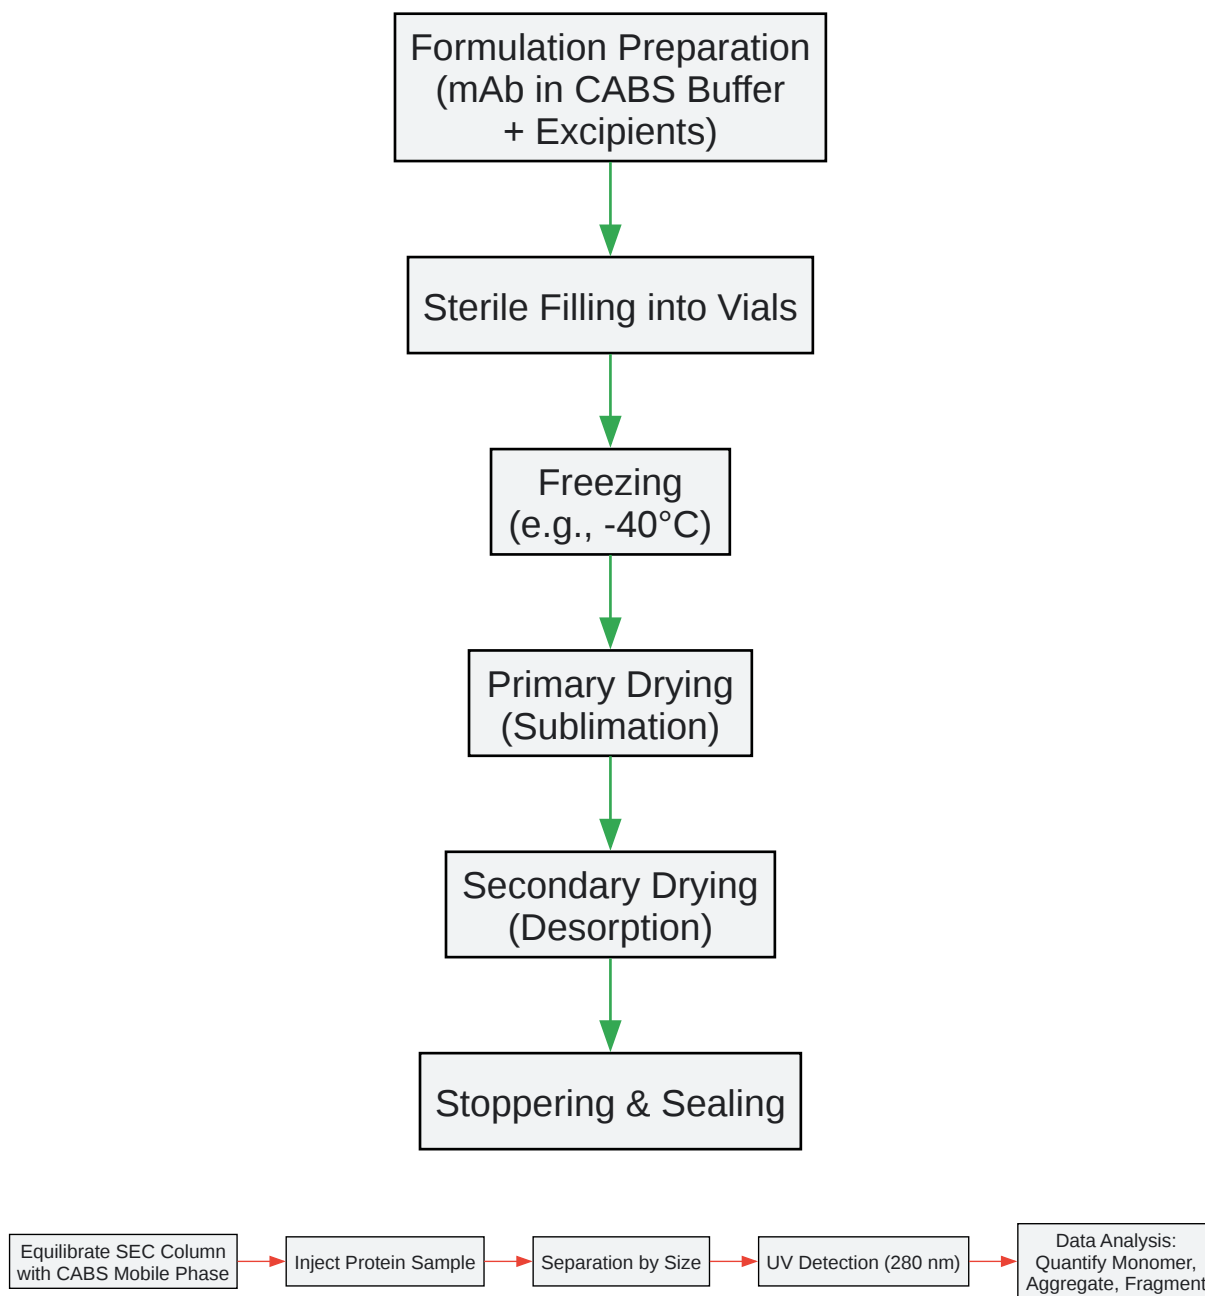 Formulation Preparation
(mAb in CABS Buffer
+ Excipients)
Sterile Filling into Vials
Freezing
(e.g., -40°C)
Primary Drying
(Sublimation)
Secondary Drying
(Desorption)
Stoppering & Sealing
Equilibrate SEC Column
with CABS Mobile Phase
Inject Protein Sample
Separation by Size
UV Detection (280 nm)
Data Analysis:
Quantify Monomer,
Aggregate, Fragment